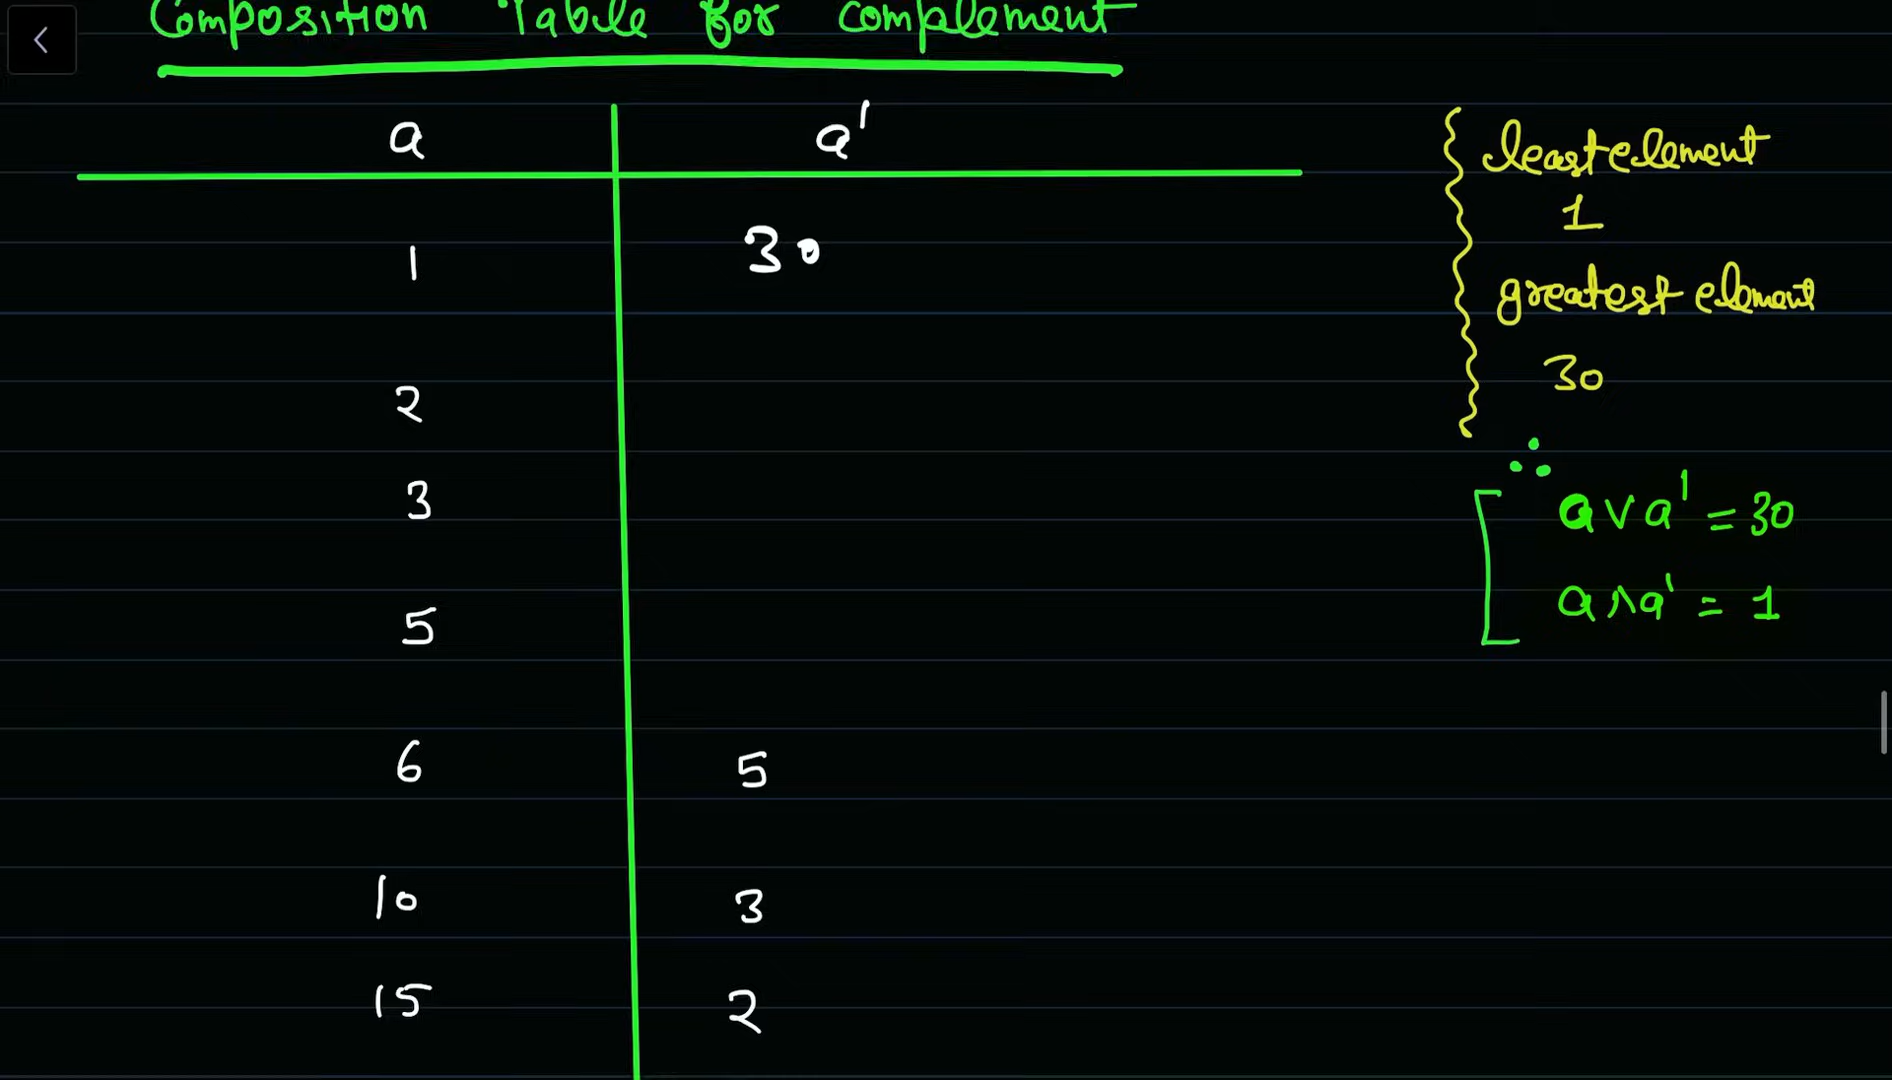 Composition Table for complement
a a'
1 30
2
3
5
6 5
10 3
15 2
least element
1
greatest element
30
∴
a ∨ a' = 30
a ∧ a' = 1